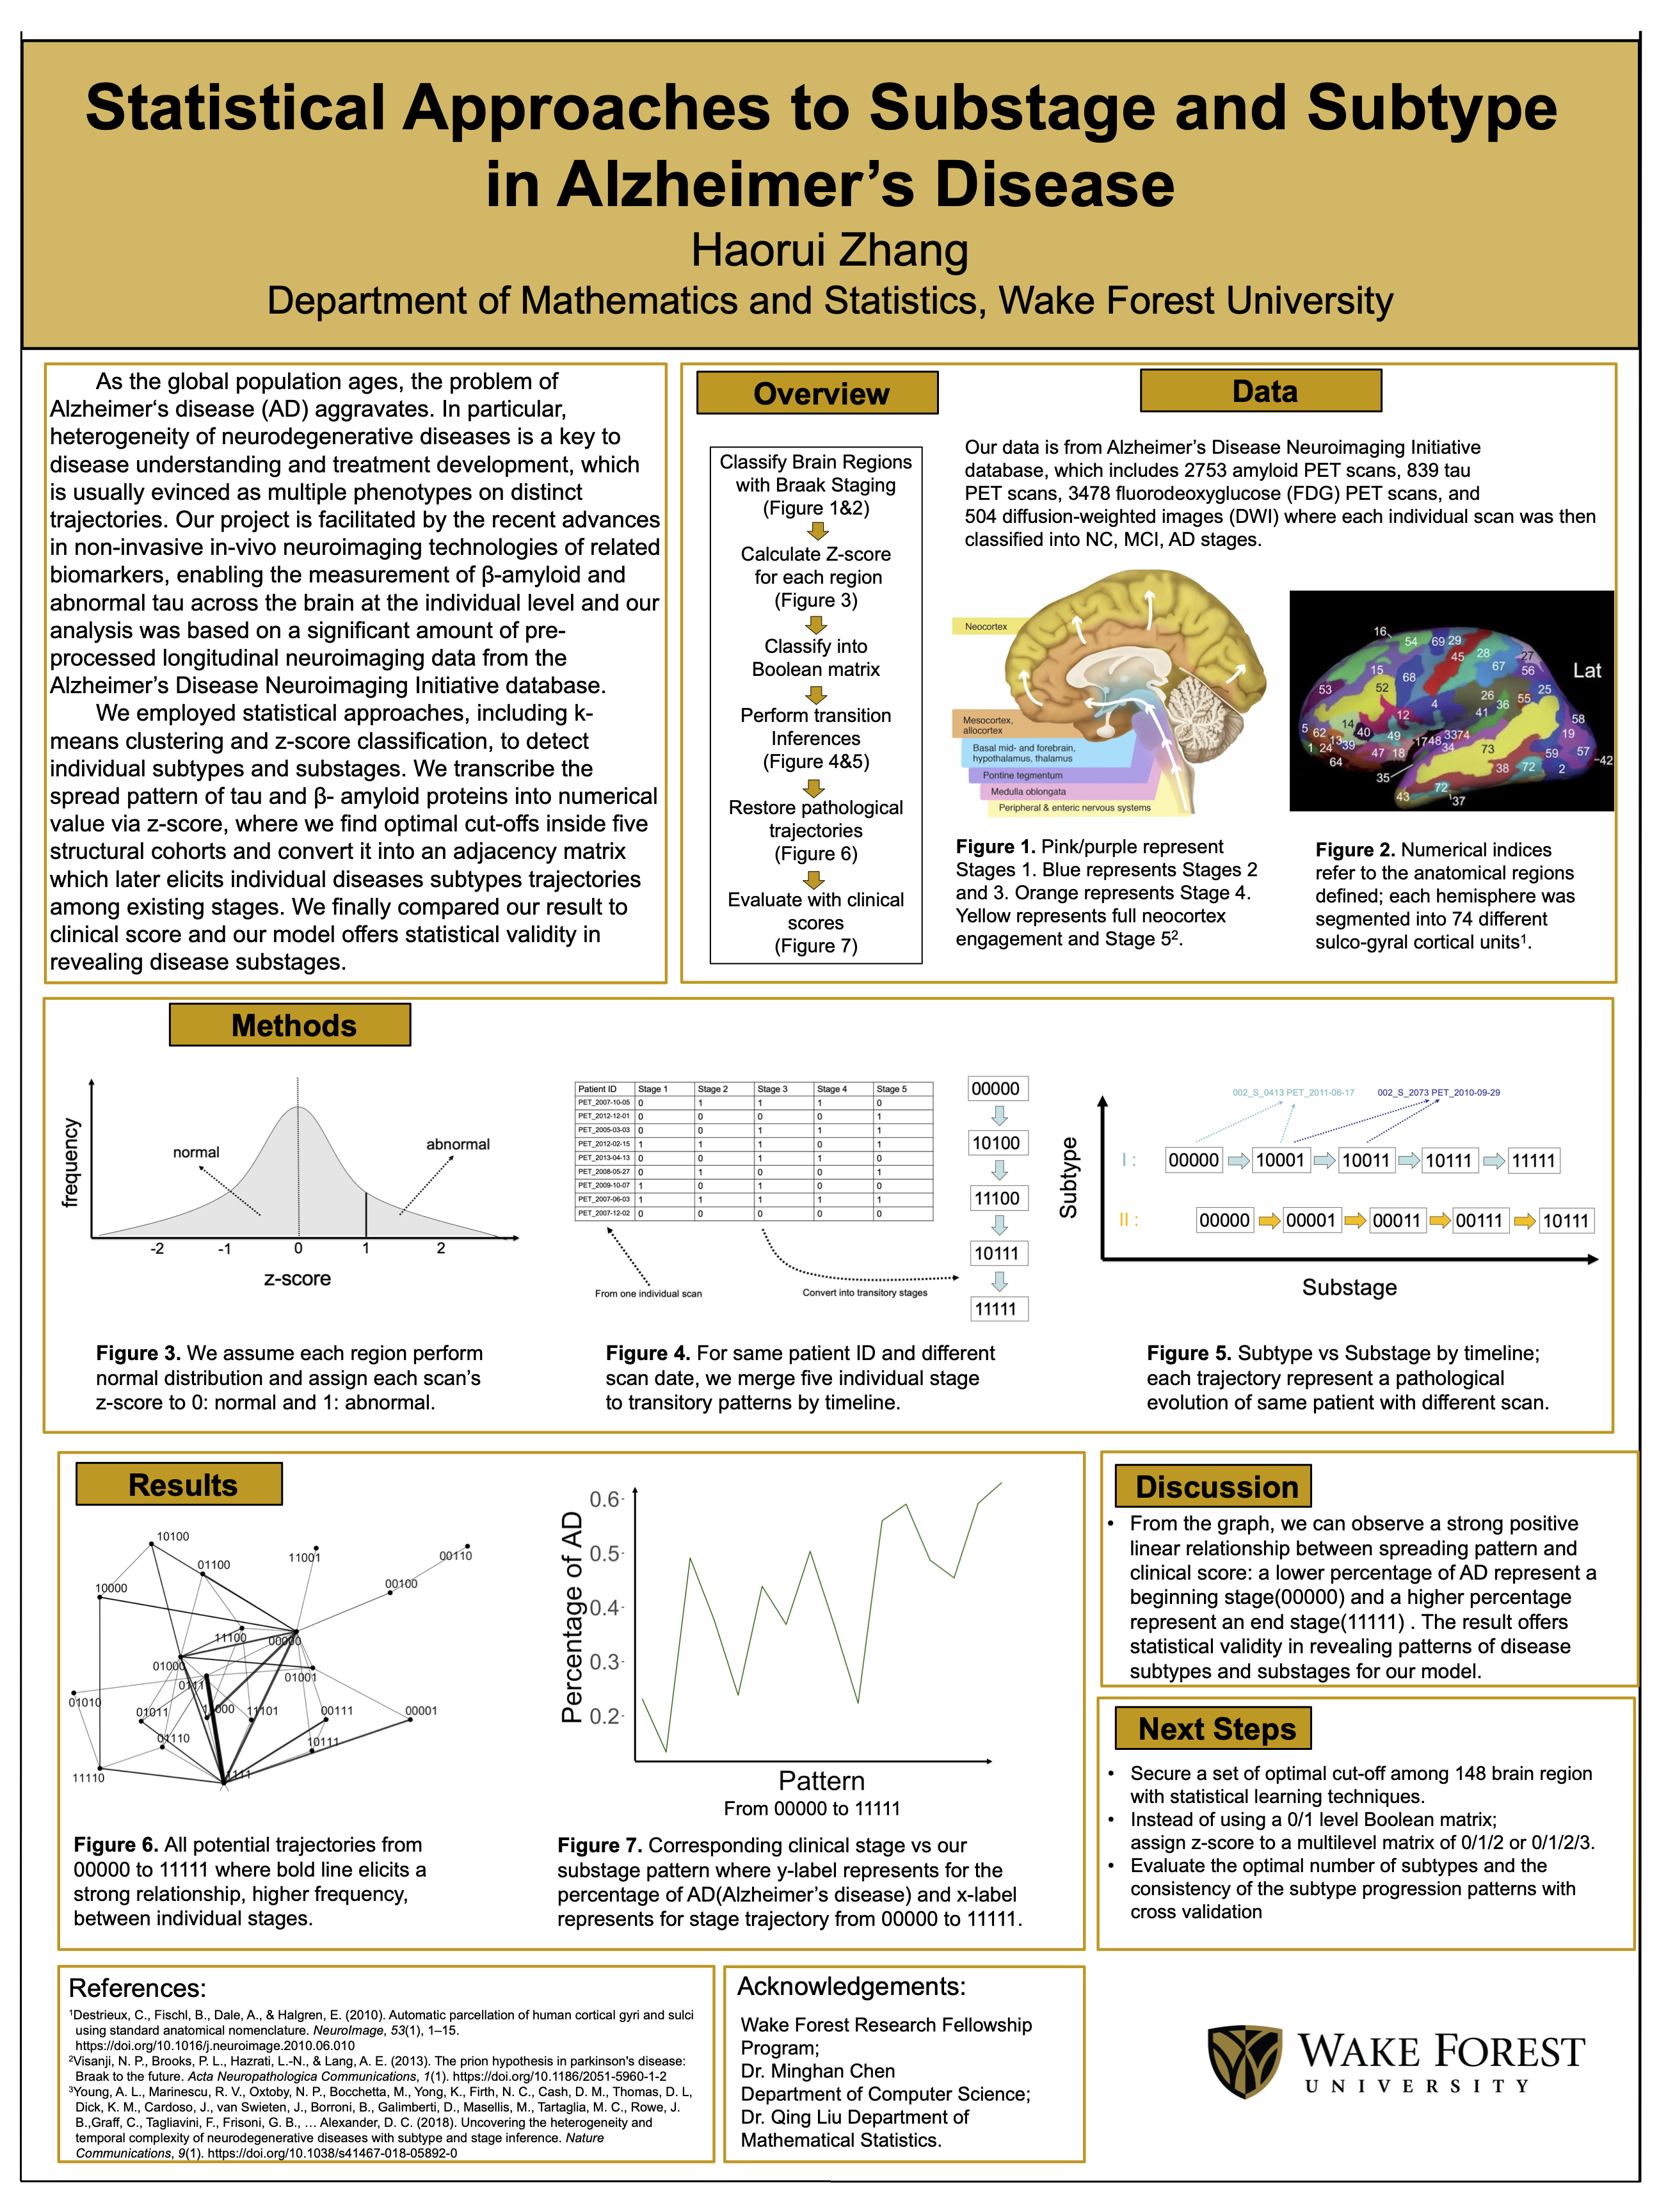 Statistical Approaches to Substage and Subtype
in Alzheimer’s Disease
Haorui Zhang
Department of Mathematics and Statistics, Wake Forest University
As the global population ages, the problem of
Alzheimer‘s disease (AD) aggravates. In particular,
heterogeneity of neurodegenerative diseases is a key to
disease understanding and treatment development, which
is usually evinced as multiple phenotypes on distinct
trajectories. Our project is facilitated by the recent advances
in non-invasive in-vivo neuroimaging technologies of related
biomarkers, enabling the measurement of β-amyloid and
abnormal tau across the brain at the individual level and our
analysis was based on a significant amount of pre-
processed longitudinal neuroimaging data from the
Alzheimer’s Disease Neuroimaging Initiative database.
We employed statistical approaches, including k-
means clustering and z-score classification, to detect
individual subtypes and substages. We transcribe the
spread pattern of tau and β- amyloid proteins into numerical
value via z-score, where we find optimal cut-offs inside five
structural cohorts and convert it into an adjacency matrix
which later elicits individual diseases subtypes trajectories
among existing stages. We finally compared our result to
clinical score and our model offers statistical validity in
revealing disease substages.
Overview
Classify Brain Regions
with Braak Staging
(Figure 1&2)
Calculate Z-score
for each region
(Figure 3)
Classify into
Boolean matrix
Perform transition
Inferences
(Figure 4&5)
Restore pathological
trajectories
(Figure 6)
Evaluate with clinical
scores
(Figure 7)
Data
Our data is from Alzheimer’s Disease Neuroimaging Initiative
database, which includes 2753 amyloid PET scans, 839 tau
PET scans, 3478 fluorodeoxyglucose (FDG) PET scans, and
504 diffusion-weighted images (DWI) where each individual scan was then
classified into NC, MCI, AD stages.
Neocortex
Mesocortex,
allocortex
Basal mid- and forebrain,
hypothalamus, thalamus
Pontine tegmentum
Medulla oblongata
Peripheral & enteric nervous systems
Figure 1. Pink/purple represent
Stages 1. Blue represents Stages 2
and 3. Orange represents Stage 4.
Yellow represents full neocortex
engagement and Stage 5².
16 54 69 29
45 28 27
15 68 67 56 Lat
53 52 26 55 25
4 41 36
12 58
5 62 14 40 49 17 48 33 74 19
1 24 13 39 47 18 34 73 59 57 42
64 38 72 2
35
43 72 37
Figure 2. Numerical indices
refer to the anatomical regions
defined; each hemisphere was
segmented into 74 different
sulco-gyral cortical units¹.
Methods
frequency
normal
abnormal
-2 -1 0 1 2
z-score
Figure 3. We assume each region perform
normal distribution and assign each scan’s
z-score to 0: normal and 1: abnormal.
Patient ID Stage 1 Stage 2 Stage 3 Stage 4 Stage 5
PET_2007-10-05 0 1 1 1 0
PET_2012-12-01 0 0 0 0 1
PET_2005-03-03 0 0 1 1 1
PET_2012-02-15 1 1 1 0 1
PET_2013-04-13 0 0 1 1 0
PET_2008-05-27 0 1 0 0 1
PET_2009-10-07 1 0 1 0 0
PET_2007-06-03 1 1 1 1 1
PET_2007-12-02 0 0 0 0 0
From one individual scan
Convert into transitory stages
00000
10100
11100
10111
11111
Figure 4. For same patient ID and different
scan date, we merge five individual stage
to transitory patterns by timeline.
Subtype
002_S_0413 PET_2011-06-17 002_S_2073 PET_2010-09-29
I : 00000 10001 10011 10111 11111
II : 00000 00001 00011 00111 10111
Substage
Figure 5. Subtype vs Substage by timeline;
each trajectory represent a pathological
evolution of same patient with different scan.
Results
10100
01100
11001
00110
10000
00100
11100
00000
01000
01001
01010
01011
11101
00111
00001
01110
10111
11110
Figure 6. All potential trajectories from
00000 to 11111 where bold line elicits a
strong relationship, higher frequency,
between individual stages.
Percentage of AD
0.6
0.5
0.4
0.3
0.2
Pattern
From 00000 to 11111
Figure 7. Corresponding clinical stage vs our
substage pattern where y-label represents for the
percentage of AD(Alzheimer’s disease) and x-label
represents for stage trajectory from 00000 to 11111.
Discussion
• From the graph, we can observe a strong positive
linear relationship between spreading pattern and
clinical score: a lower percentage of AD represent a
beginning stage(00000) and a higher percentage
represent an end stage(11111) . The result offers
statistical validity in revealing patterns of disease
subtypes and substages for our model.
Next Steps
• Secure a set of optimal cut-off among 148 brain region
with statistical learning techniques.
• Instead of using a 0/1 level Boolean matrix;
assign z-score to a multilevel matrix of 0/1/2 or 0/1/2/3.
• Evaluate the optimal number of subtypes and the
consistency of the subtype progression patterns with
cross validation
References:
¹Destrieux, C., Fischl, B., Dale, A., & Halgren, E. (2010). Automatic parcellation of human cortical gyri and sulci
using standard anatomical nomenclature. NeuroImage, 53(1), 1–15.
https://doi.org/10.1016/j.neuroimage.2010.06.010
²Visanji, N. P., Brooks, P. L., Hazrati, L.-N., & Lang, A. E. (2013). The prion hypothesis in parkinson's disease:
Braak to the future. Acta Neuropathologica Communications, 1(1). https://doi.org/10.1186/2051-5960-1-2
³Young, A. L., Marinescu, R. V., Oxtoby, N. P., Bocchetta, M., Yong, K., Firth, N. C., Cash, D. M., Thomas, D. L,
Dick, K. M., Cardoso, J., van Swieten, J., Borroni, B., Galimberti, D., Masellis, M., Tartaglia, M. C., Rowe, J.
B.,Graff, C., Tagliavini, F., Frisoni, G. B., … Alexander, D. C. (2018). Uncovering the heterogeneity and
temporal complexity of neurodegenerative diseases with subtype and stage inference. Nature
Communications, 9(1). https://doi.org/10.1038/s41467-018-05892-0
Acknowledgements:
Wake Forest Research Fellowship
Program;
Dr. Minghan Chen
Department of Computer Science;
Dr. Qing Liu Department of
Mathematical Statistics.
WAKE FOREST
UNIVERSITY